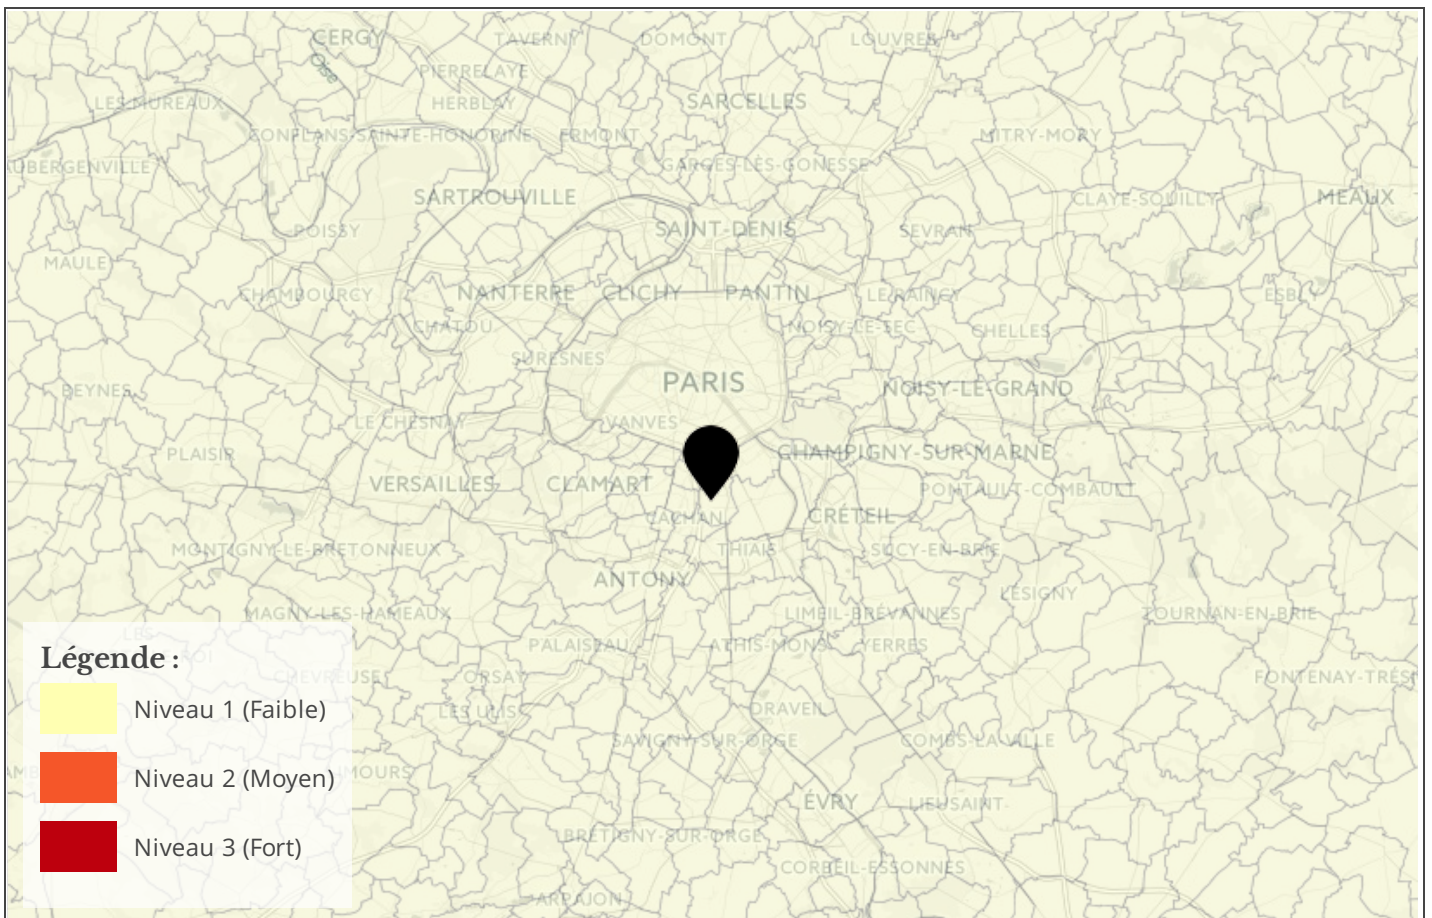 CERGY
TAVERNY
DOMONT
LOUVRES
Oise
PIERRELAYE
LES MUREAUX
HERBLAY
SARCELLES
CONFLANS-SAINTE-HONORINE
ERMONT
MITRY-MORY
AUBERGENVILLE
GARGES-LÈS-GONESSE
SARTROUVILLE
CLAYE-SOUILLY
MEAUX
POISSY
SAINT-DENIS
SEVRAN
MAULE
CHAMBOURCY
NANTERRE
CLICHY
PANTIN
LE RAINCY
ESBLY
CHATOU
NOISY-LE-SEC
CHELLES
SURESNES
BEYNES
PARIS
NOISY-LE-GRAND
LE CHESNAY
VANVES
PLAISIR
CHAMPIGNY-SUR-MARNE
VERSAILLES
CLAMART
PONTAULT-COMBAULT
CACHAN
CRÉTEIL
MONTIGNY-LE-BRETONNEUX
THIAIS
SUCY-EN-BRIE
ANTONY
LÉSIGNY
MAGNY-LES-HAMEAUX
LIMEIL-BRÉVANNES
TOURNAN-EN-BRIE
LES
PALAISEAU
ATHIS-MONS
YERRES
Légende :
CHEVREUSE
ORSAY
FONTENAY-TRÉSI
Niveau 1 (Faible)
LES ULIS
DRAVEIL
SAVIGNY-SUR-ORGE
COMBS-LA-VILLE
Niveau 2 (Moyen)
MOURS
ÉVRY
LIEUSAINT
BRÉTIGNY-SUR-ORGE
Niveau 3 (Fort)
CORBEIL-ESSONNES
ARPAJON